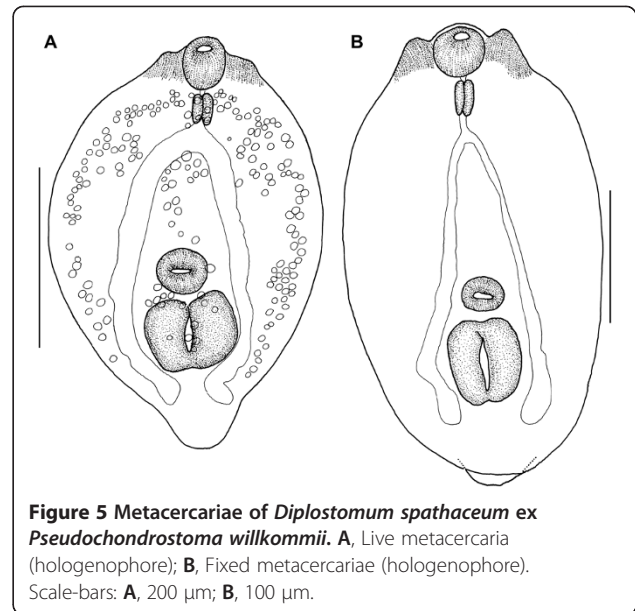 A
B
Figure 5 Metacercariae of Diplostomum spathaceum ex
Pseudochondrostoma willkommii. A, Live metacercaria
(hologenophore); B, Fixed metacercariae (hologenophore).
Scale-bars: A, 200 μm; B, 100 μm.